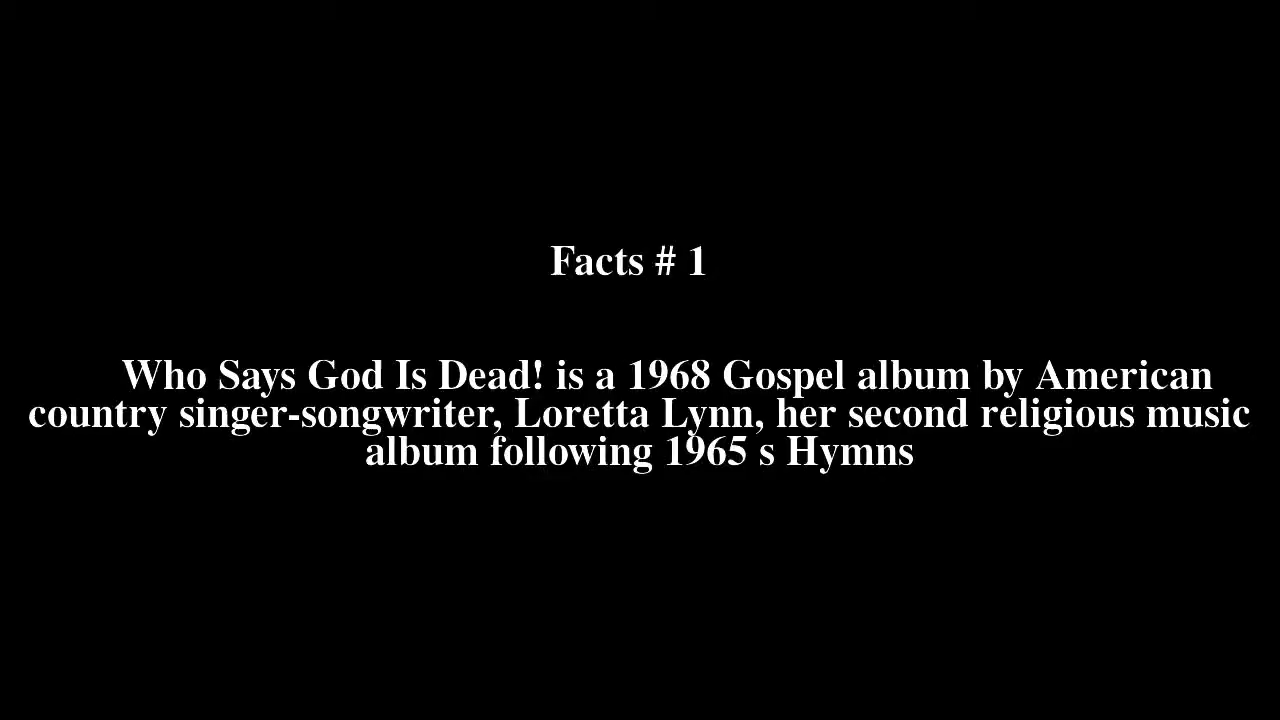 Facts # 1
Who Says God Is Dead! is a 1968 Gospel album by American
country singer-songwriter, Loretta Lynn, her second religious music
album following 1965 s Hymns